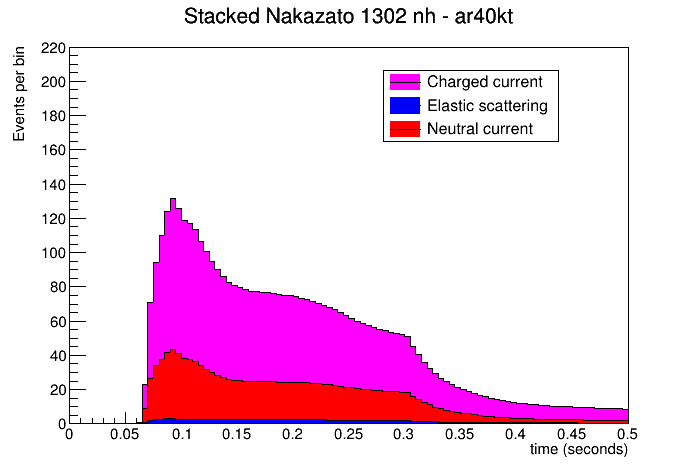 Stacked Nakazato 1302 nh - ar40kt
Events per bin
220
200
180
160
140
120
100
80
60
40
20
0
Charged current
Elastic scattering
Neutral current
0 0.05 0.1 0.15 0.2 0.25 0.3 0.35 0.4 0.45 0.5
time (seconds)